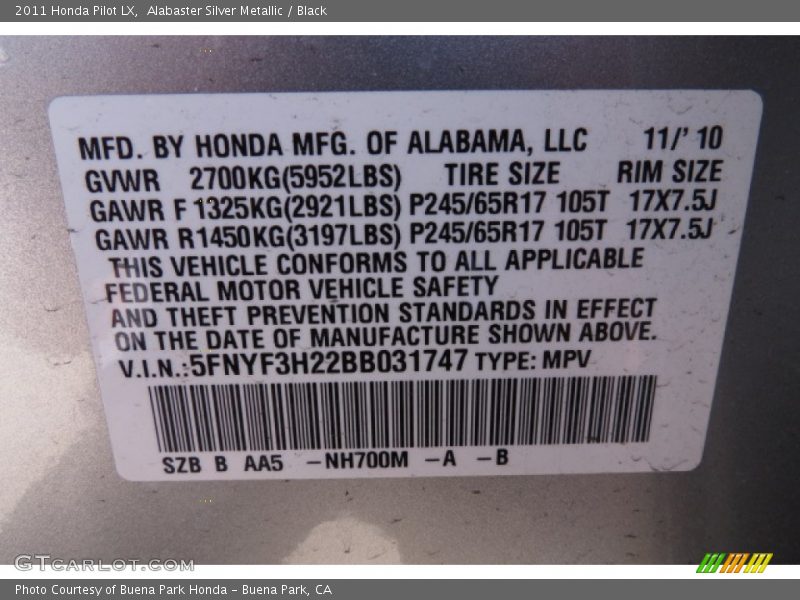 2011 Honda Pilot LX, Alabaster Silver Metallic / Black
MFD. BY HONDA MFG. OF ALABAMA, LLC 11/' 10
GVWR 2700KG(5952LBS) TIRE SIZE RIM SIZE
GAWR F 1325KG(2921LBS) P245/65R17 105T 17X7.5J
GAWR R1450KG(3197LBS) P245/65R17 105T 17X7.5J
THIS VEHICLE CONFORMS TO ALL APPLICABLE
FEDERAL MOTOR VEHICLE SAFETY
AND THEFT PREVENTION STANDARDS IN EFFECT
ON THE DATE OF MANUFACTURE SHOWN ABOVE.
V.I.N.:5FNYF3H22BB031747 TYPE: MPV
SZB B AA5 -NH700M -A -B
GTcarlot.com
Photo Courtesy of Buena Park Honda - Buena Park, CA